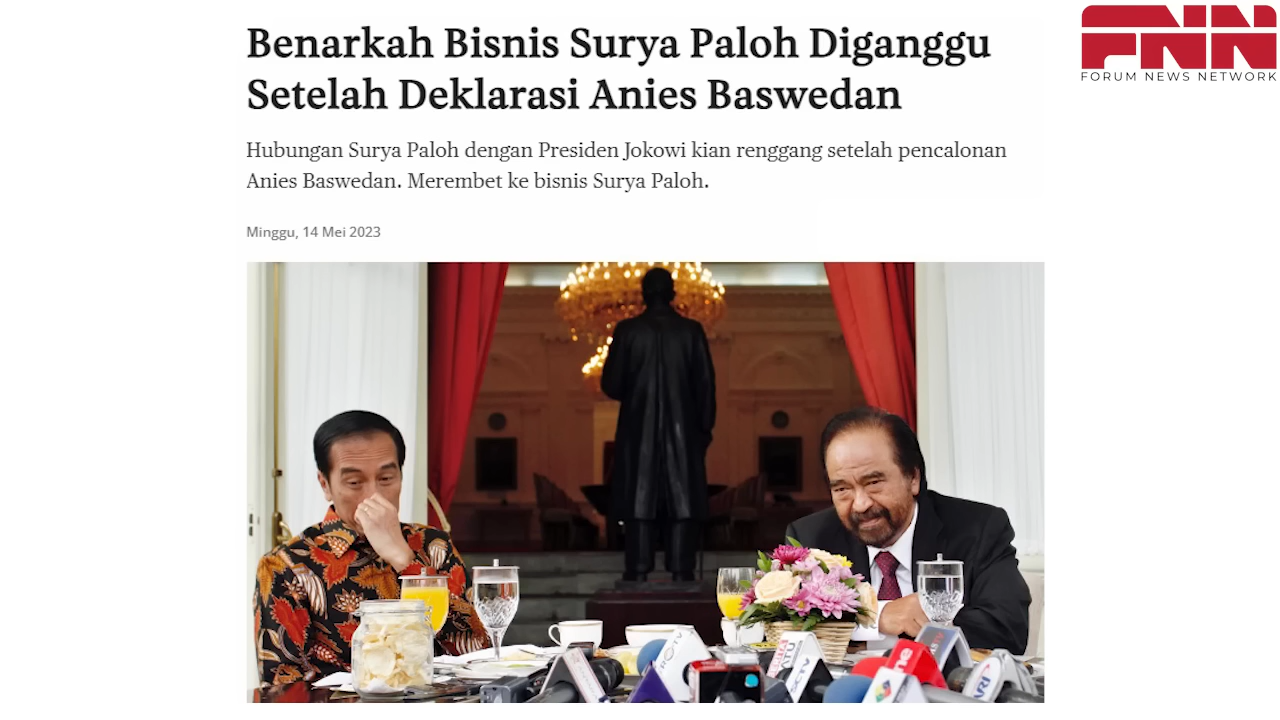 Benarkah Bisnis Surya Paloh Diganggu
Setelah Deklarasi Anies Baswedan
FNN
FORUM NEWS NETWORK
Hubungan Surya Paloh dengan Presiden Jokowi kian renggang setelah pencalonan
Anies Baswedan. Merembet ke bisnis Surya Paloh.
Minggu, 14 Mei 2023
SCTV